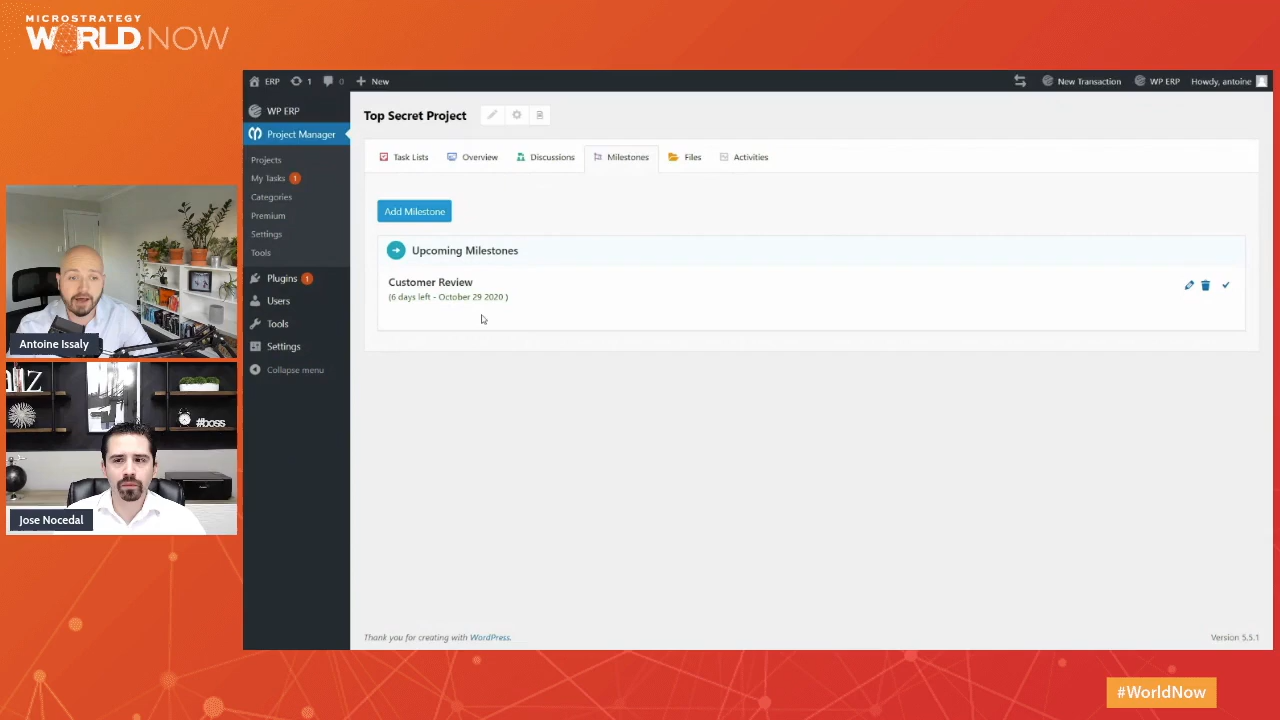 MICROSTRATEGY
WORLD.NOW
ERP 1 0 New
New Transaction WP ERP Howdy, antoine
WP ERP
Project Manager
Projects
My Tasks 1
Categories
Premium
Settings
Tools
Plugins 1
Users
Tools
Settings
Collapse menu
Top Secret Project
Task Lists Overview Discussions Milestones Files Activities
Add Milestone
Upcoming Milestones
Customer Review
(6 days left - October 29 2020 )
Thank you for creating with WordPress.
Version 5.5.1
Antoine Issaly
#boss
Jose Nocedal
#WorldNow